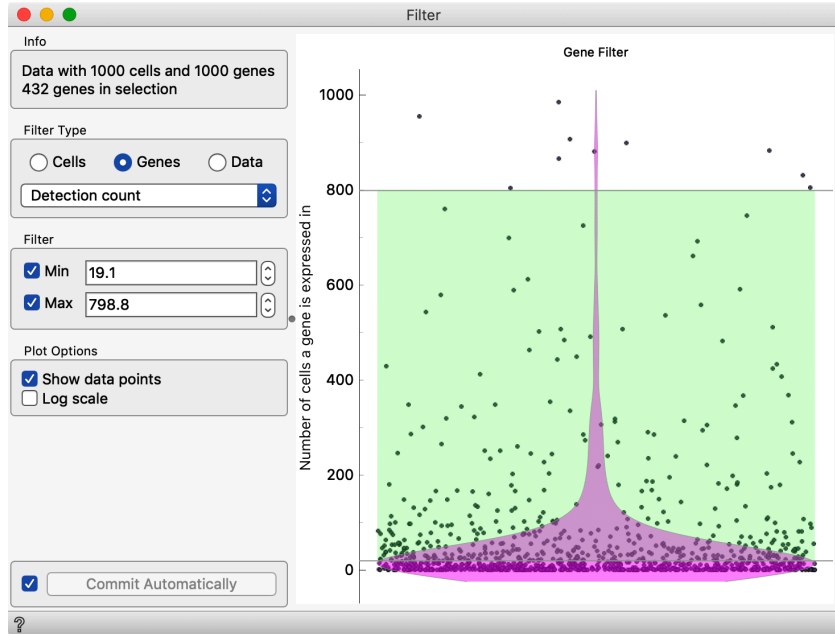 Filter
Info
Data with 1000 cells and 1000 genes
432 genes in selection
Filter Type
Cells
Genes
Data
Detection count
Filter
Min
19.1
Max
798.8
Plot Options
Show data points
Log scale
Commit Automatically
?
Gene Filter
Number of cells a gene is expressed in
1000
800
600
400
200
0